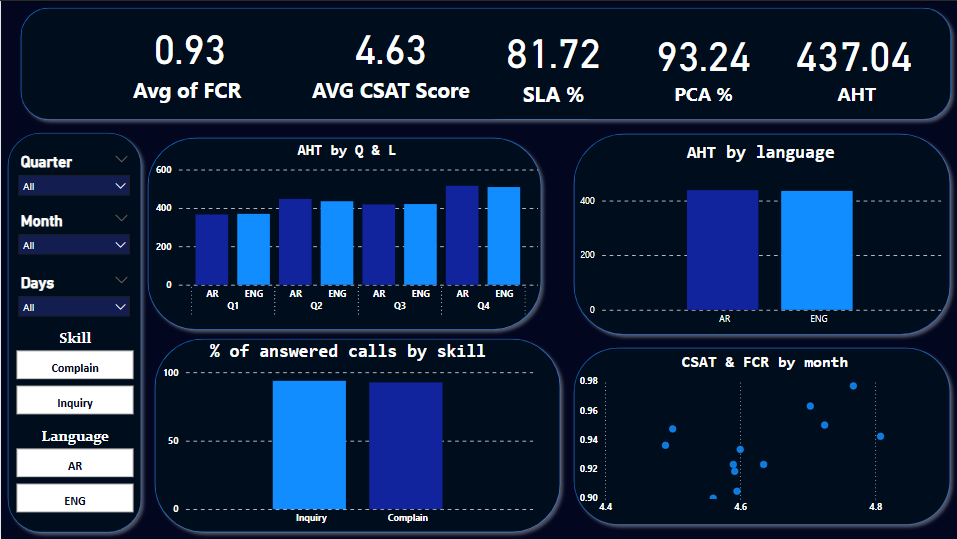 0.93
Avg of FCR
4.63
AVG CSAT Score
81.72
SLA %
93.24
PCA %
437.04
AHT
Quarter
All
Month
All
Days
All
Skill
Complain
Inquiry
Language
AR
ENG
AHT by Q & L
600
400
200
0
AR ENG AR ENG AR ENG AR ENG
Q1 Q2 Q3 Q4
AHT by language
400
200
0
AR ENG
% of answered calls by skill
100
50
0
Inquiry Complain
CSAT & FCR by month
0.98
0.96
0.94
0.92
0.90
4.4 4.6 4.8